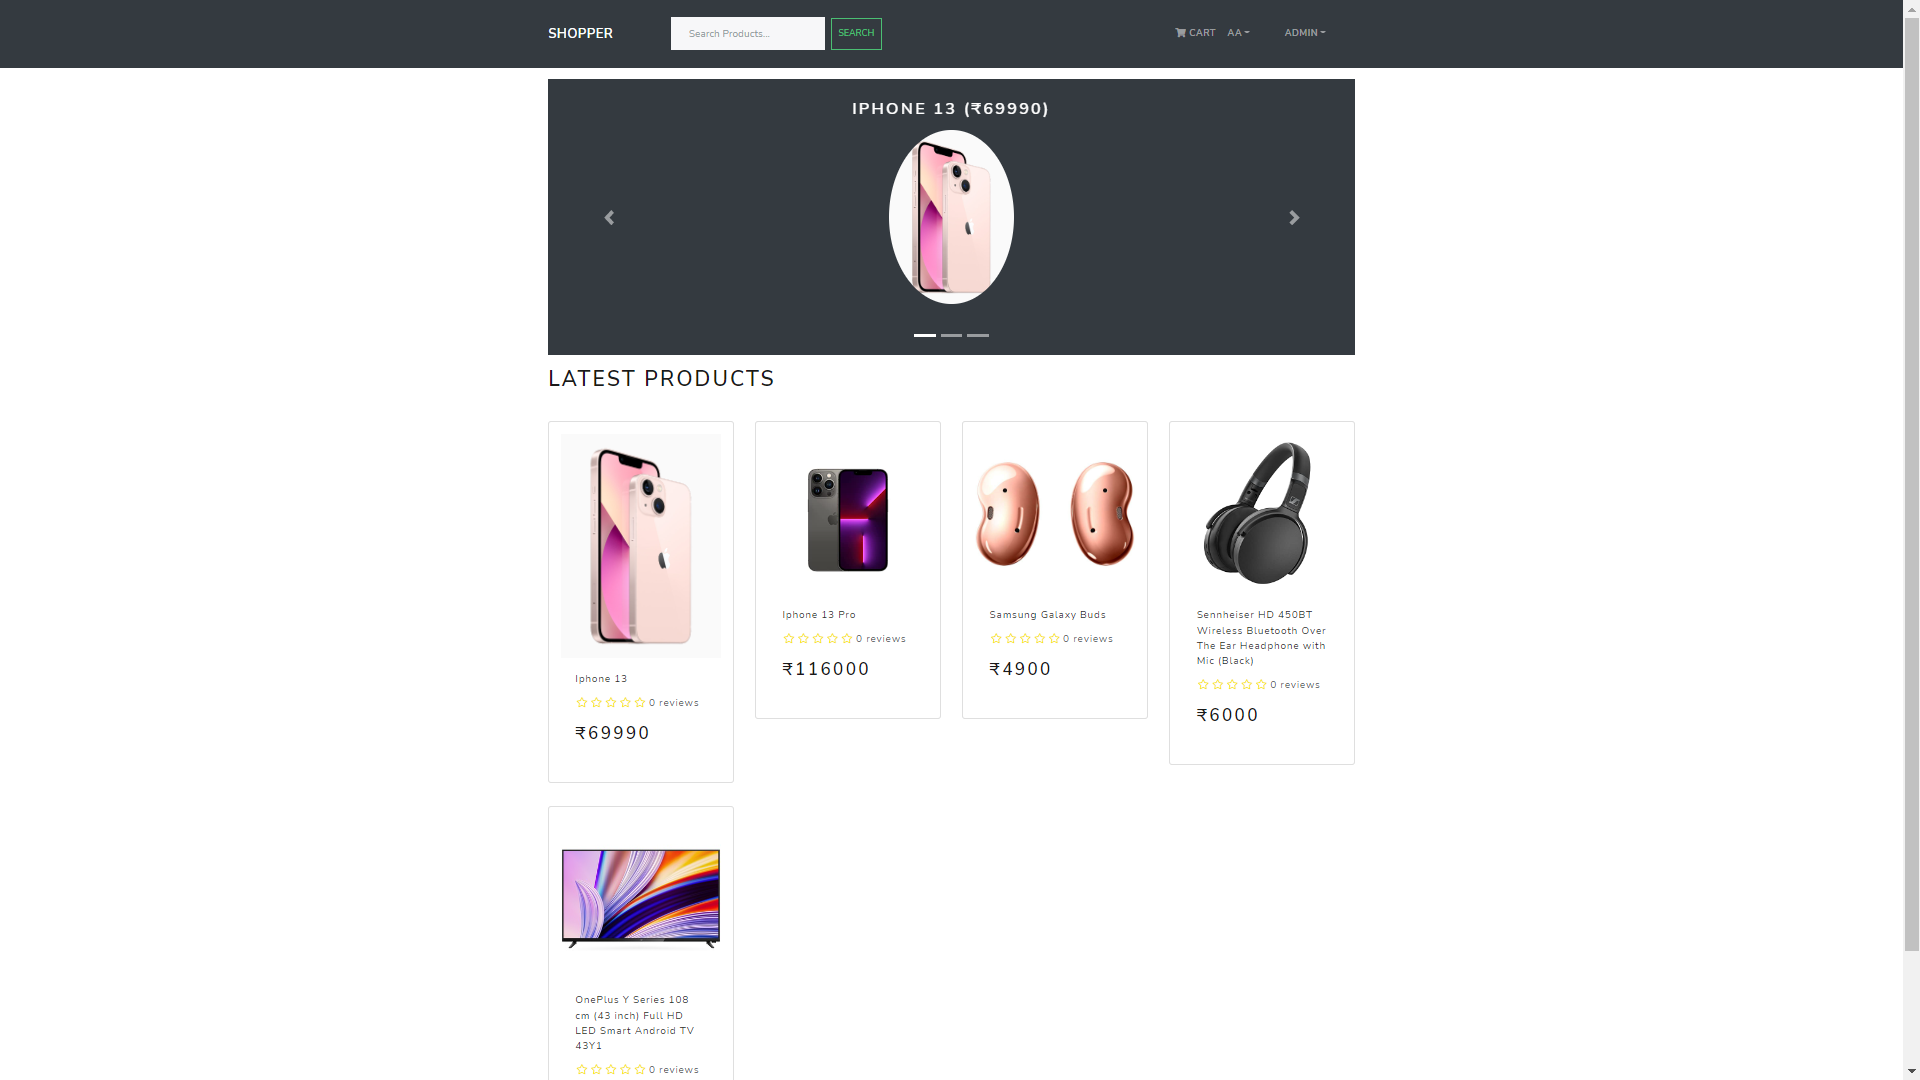 SHOPPER
Search Products...
SEARCH
CART
AA
ADMIN
IPHONE 13 (₹69990)
LATEST PRODUCTS
Iphone 13
0 reviews
₹69990
Iphone 13 Pro
0 reviews
₹116000
Samsung Galaxy Buds
0 reviews
₹4900
Sennheiser HD 450BT
Wireless Bluetooth Over
The Ear Headphone with
Mic (Black)
0 reviews
₹6000
OnePlus Y Series 108
cm (43 inch) Full HD
LED Smart Android TV
43Y1
0 reviews